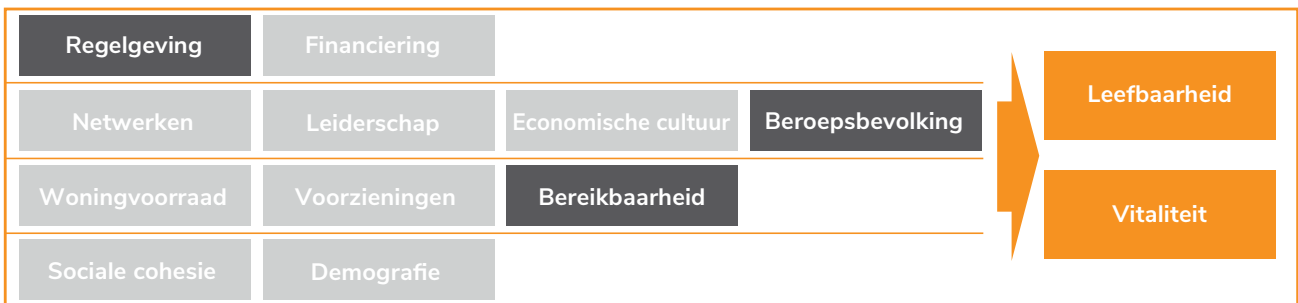 Regelgeving Financiering
Netwerken Leiderschap Economische cultuur Beroepsbevolking
Woningvoorraad Voorzieningen Bereikbaarheid
Sociale cohesie Demografie
Leefbaarheid
Vitaliteit